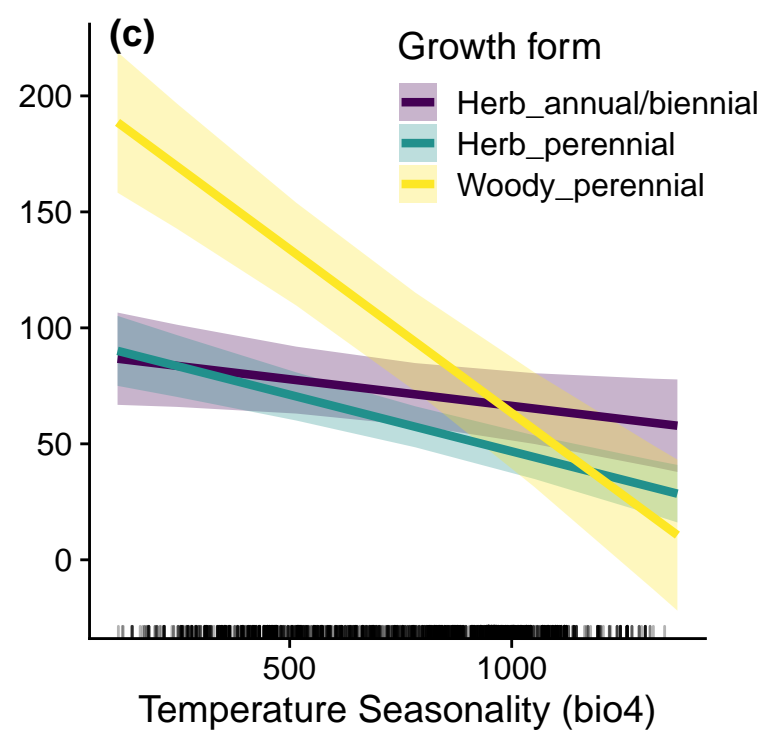 (c)
Growth form
Herb_annual/biennial
Herb_perennial
Woody_perennial
200
150
100
50
0
500 1000
Temperature Seasonality (bio4)